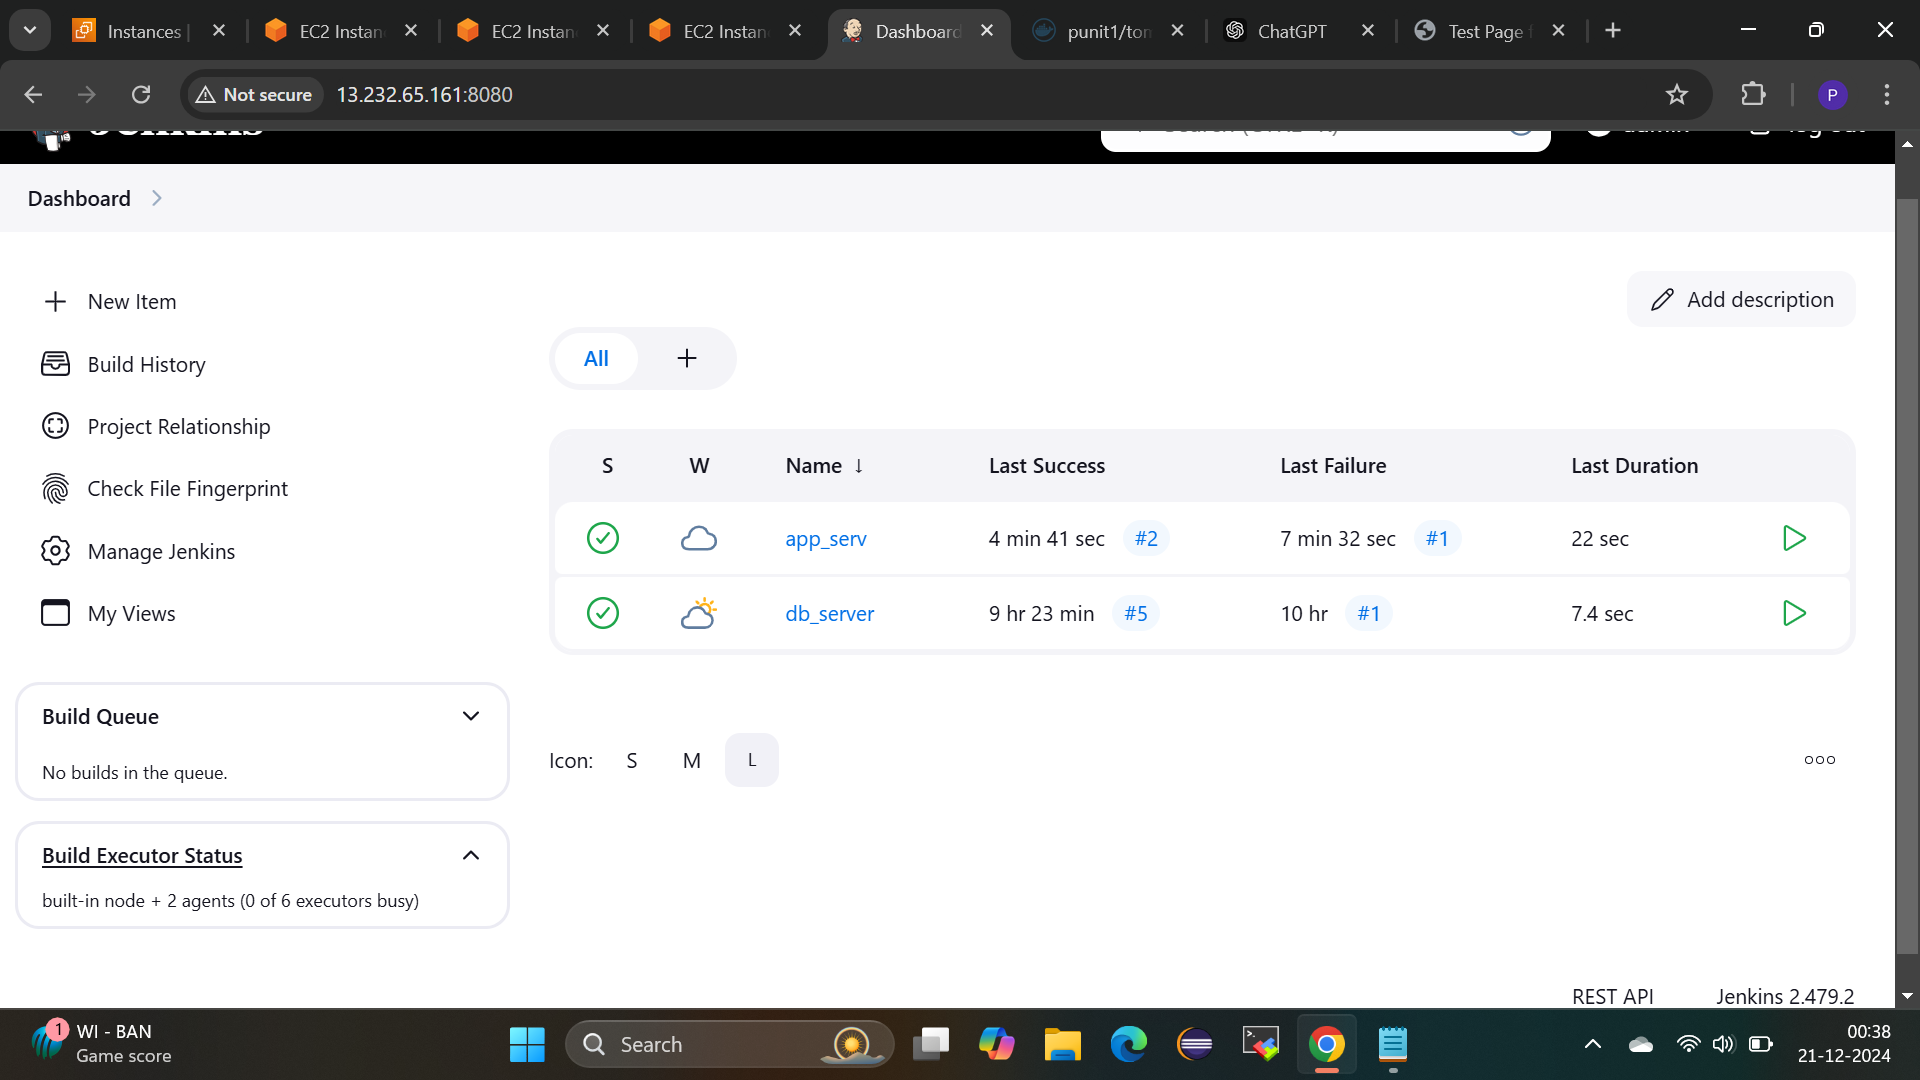 Instances |
EC2 Instan
EC2 Instan
EC2 Instan
Dashboard
punit1/tom
ChatGPT
Test Page f
Not secure
13.232.65.161:8080
P
Jenkins
admin
log out
Dashboard
New Item
Build History
Project Relationship
Check File Fingerprint
Manage Jenkins
My Views
Build Queue
No builds in the queue.
Build Executor Status
built-in node + 2 agents (0 of 6 executors busy)
Add description
All +
S W Name ↓ Last Success Last Failure Last Duration
app_serv 4 min 41 sec #2 7 min 32 sec #1 22 sec
db_server 9 hr 23 min #5 10 hr #1 7.4 sec
Icon: S M L
REST API Jenkins 2.479.2
1
WI - BAN
Game score
Search
00:38
21-12-2024